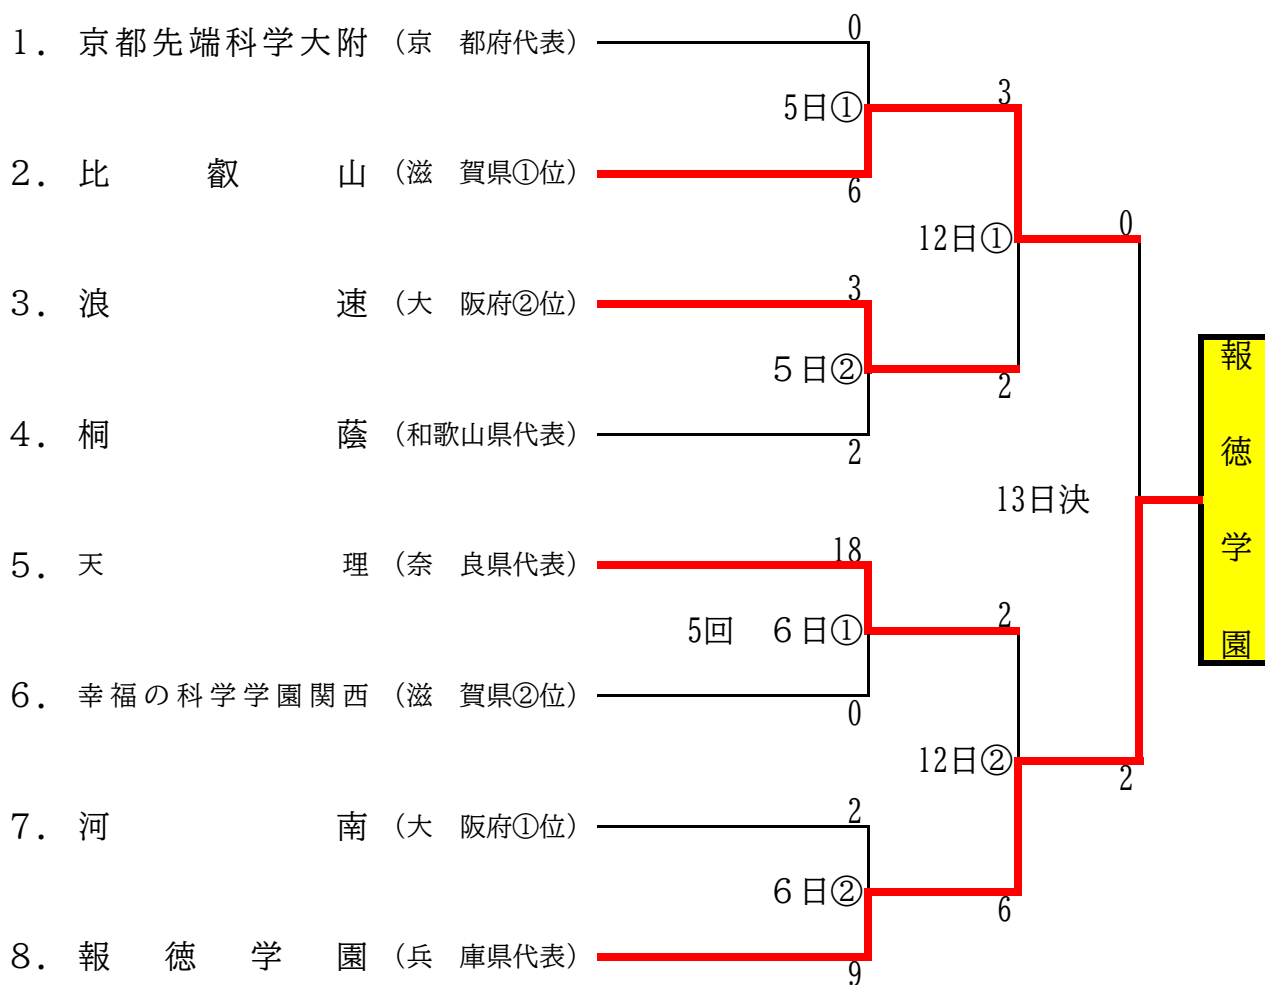 0
1. 京都先端科学大附 (京 都府代表)
3
5日①
2. 比叡山 (滋 賀県①位)
6
0
12日①
3
3. 浪速 (大 阪府②位)
5日②
2
4. 桐蔭 (和歌山県代表)
2
報徳学園
13日決
18
5. 天理 (奈 良県代表)
2
5回 6日①
6. 幸福の科学学園関西 (滋 賀県②位)
0
12日②
2
2
7. 河南 (大 阪府①位)
6日②
6
8. 報徳学園 (兵 庫県代表)
9